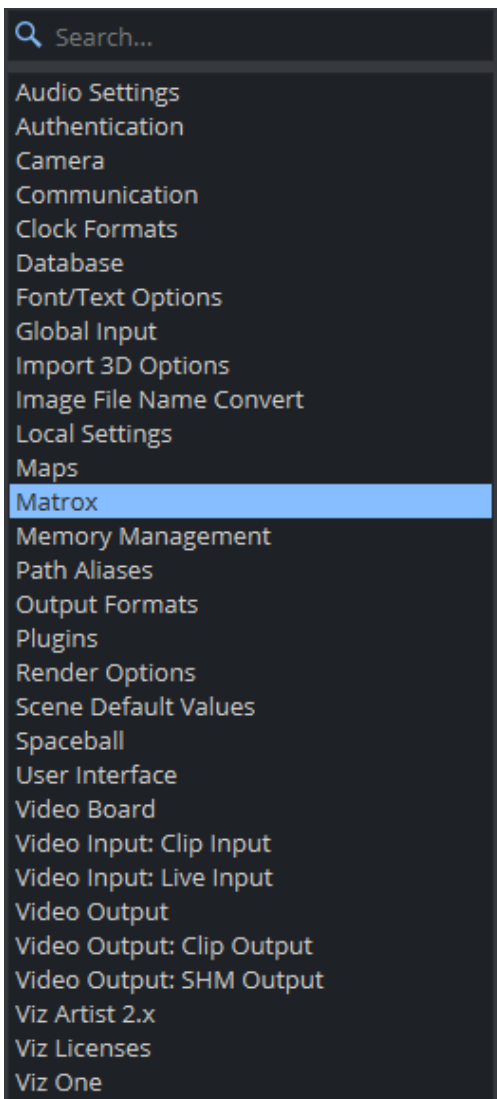 Search...
Audio Settings
Authentication
Camera
Communication
Clock Formats
Database
Font/Text Options
Global Input
Import 3D Options
Image File Name Convert
Local Settings
Maps
Matrox
Memory Management
Path Aliases
Output Formats
Plugins
Render Options
Scene Default Values
Spaceball
User Interface
Video Board
Video Input: Clip Input
Video Input: Live Input
Video Output
Video Output: Clip Output
Video Output: SHM Output
Viz Artist 2.x
Viz Licenses
Viz One